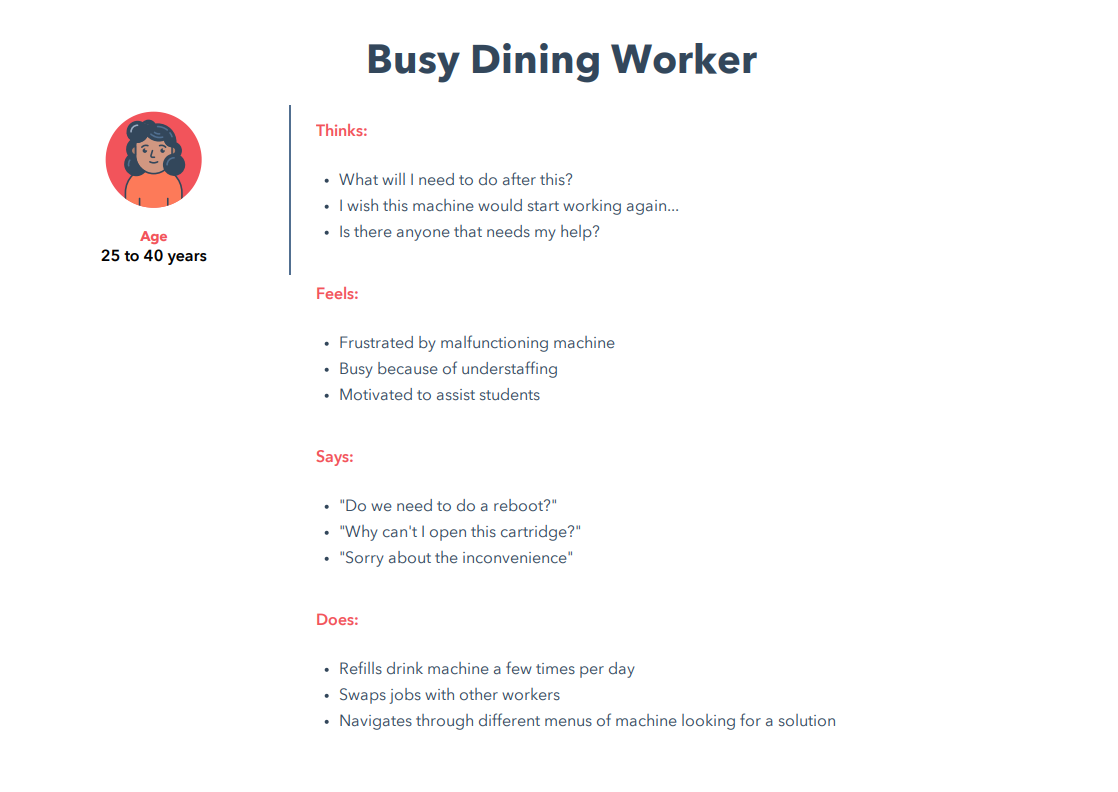 Busy Dining Worker
Age
25 to 40 years
Thinks:
• What will I need to do after this?
• I wish this machine would start working again...
• Is there anyone that needs my help?
Feels:
• Frustrated by malfunctioning machine
• Busy because of understaffing
• Motivated to assist students
Says:
• "Do we need to do a reboot?"
• "Why can't I open this cartridge?"
• "Sorry about the inconvenience"
Does:
• Refills drink machine a few times per day
• Swaps jobs with other workers
• Navigates through different menus of machine looking for a solution